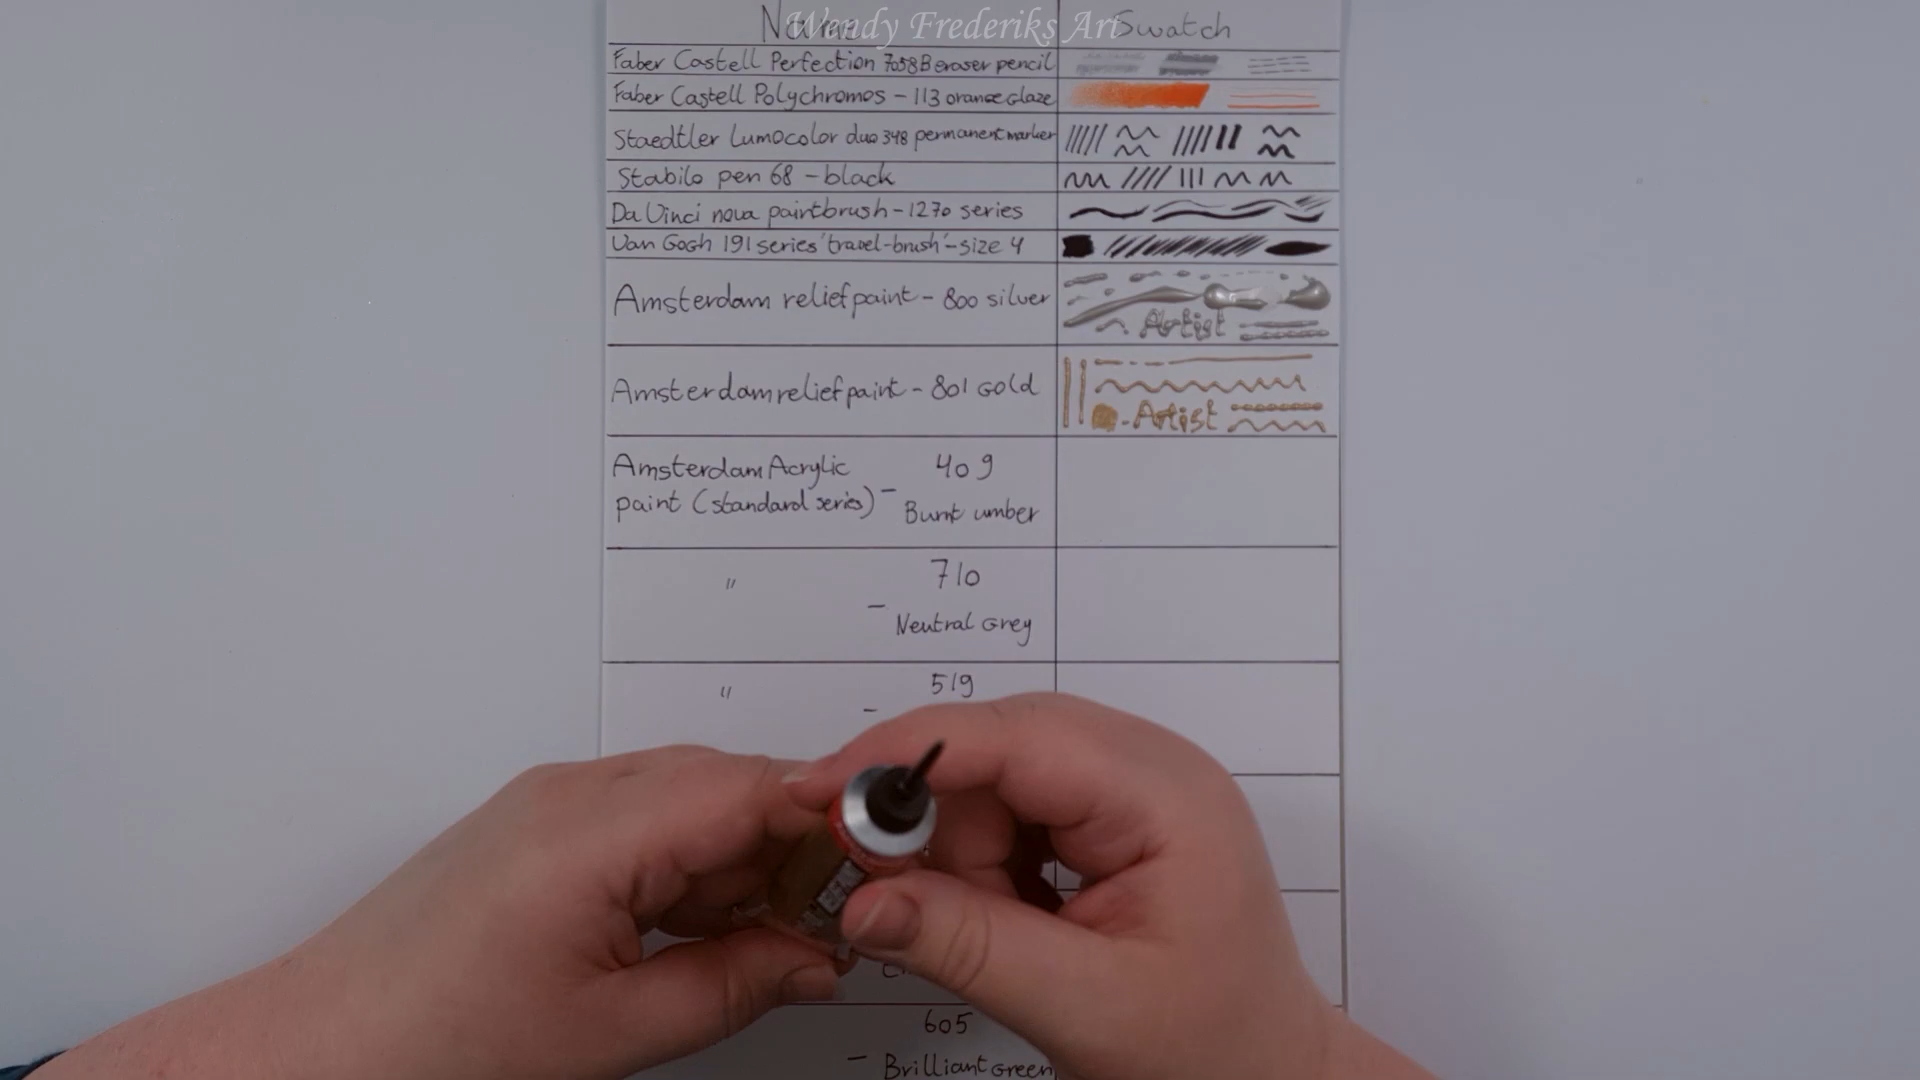 Name Swatch
Wendy Frederiks Art
Faber Castell Perfection 7058B eraser pencil
Faber Castell Polychromos - 113 orange Glaze
Staedtler Lumocolor duo 348 permanent marker
Stabilo pen 68 - black
Da Vinci nova paintbrush - 1270 series
Van Gogh 191 series 'travel-brush' - size 4
Amsterdam relief paint - 800 silver
Artist
Amsterdam relief paint - 801 Gold
- Artist
Amsterdam Acrylic
paint (standard series) -
409
Burnt umber
" 710
- Neutral Grey
" 519
-
605
- Brilliant Green